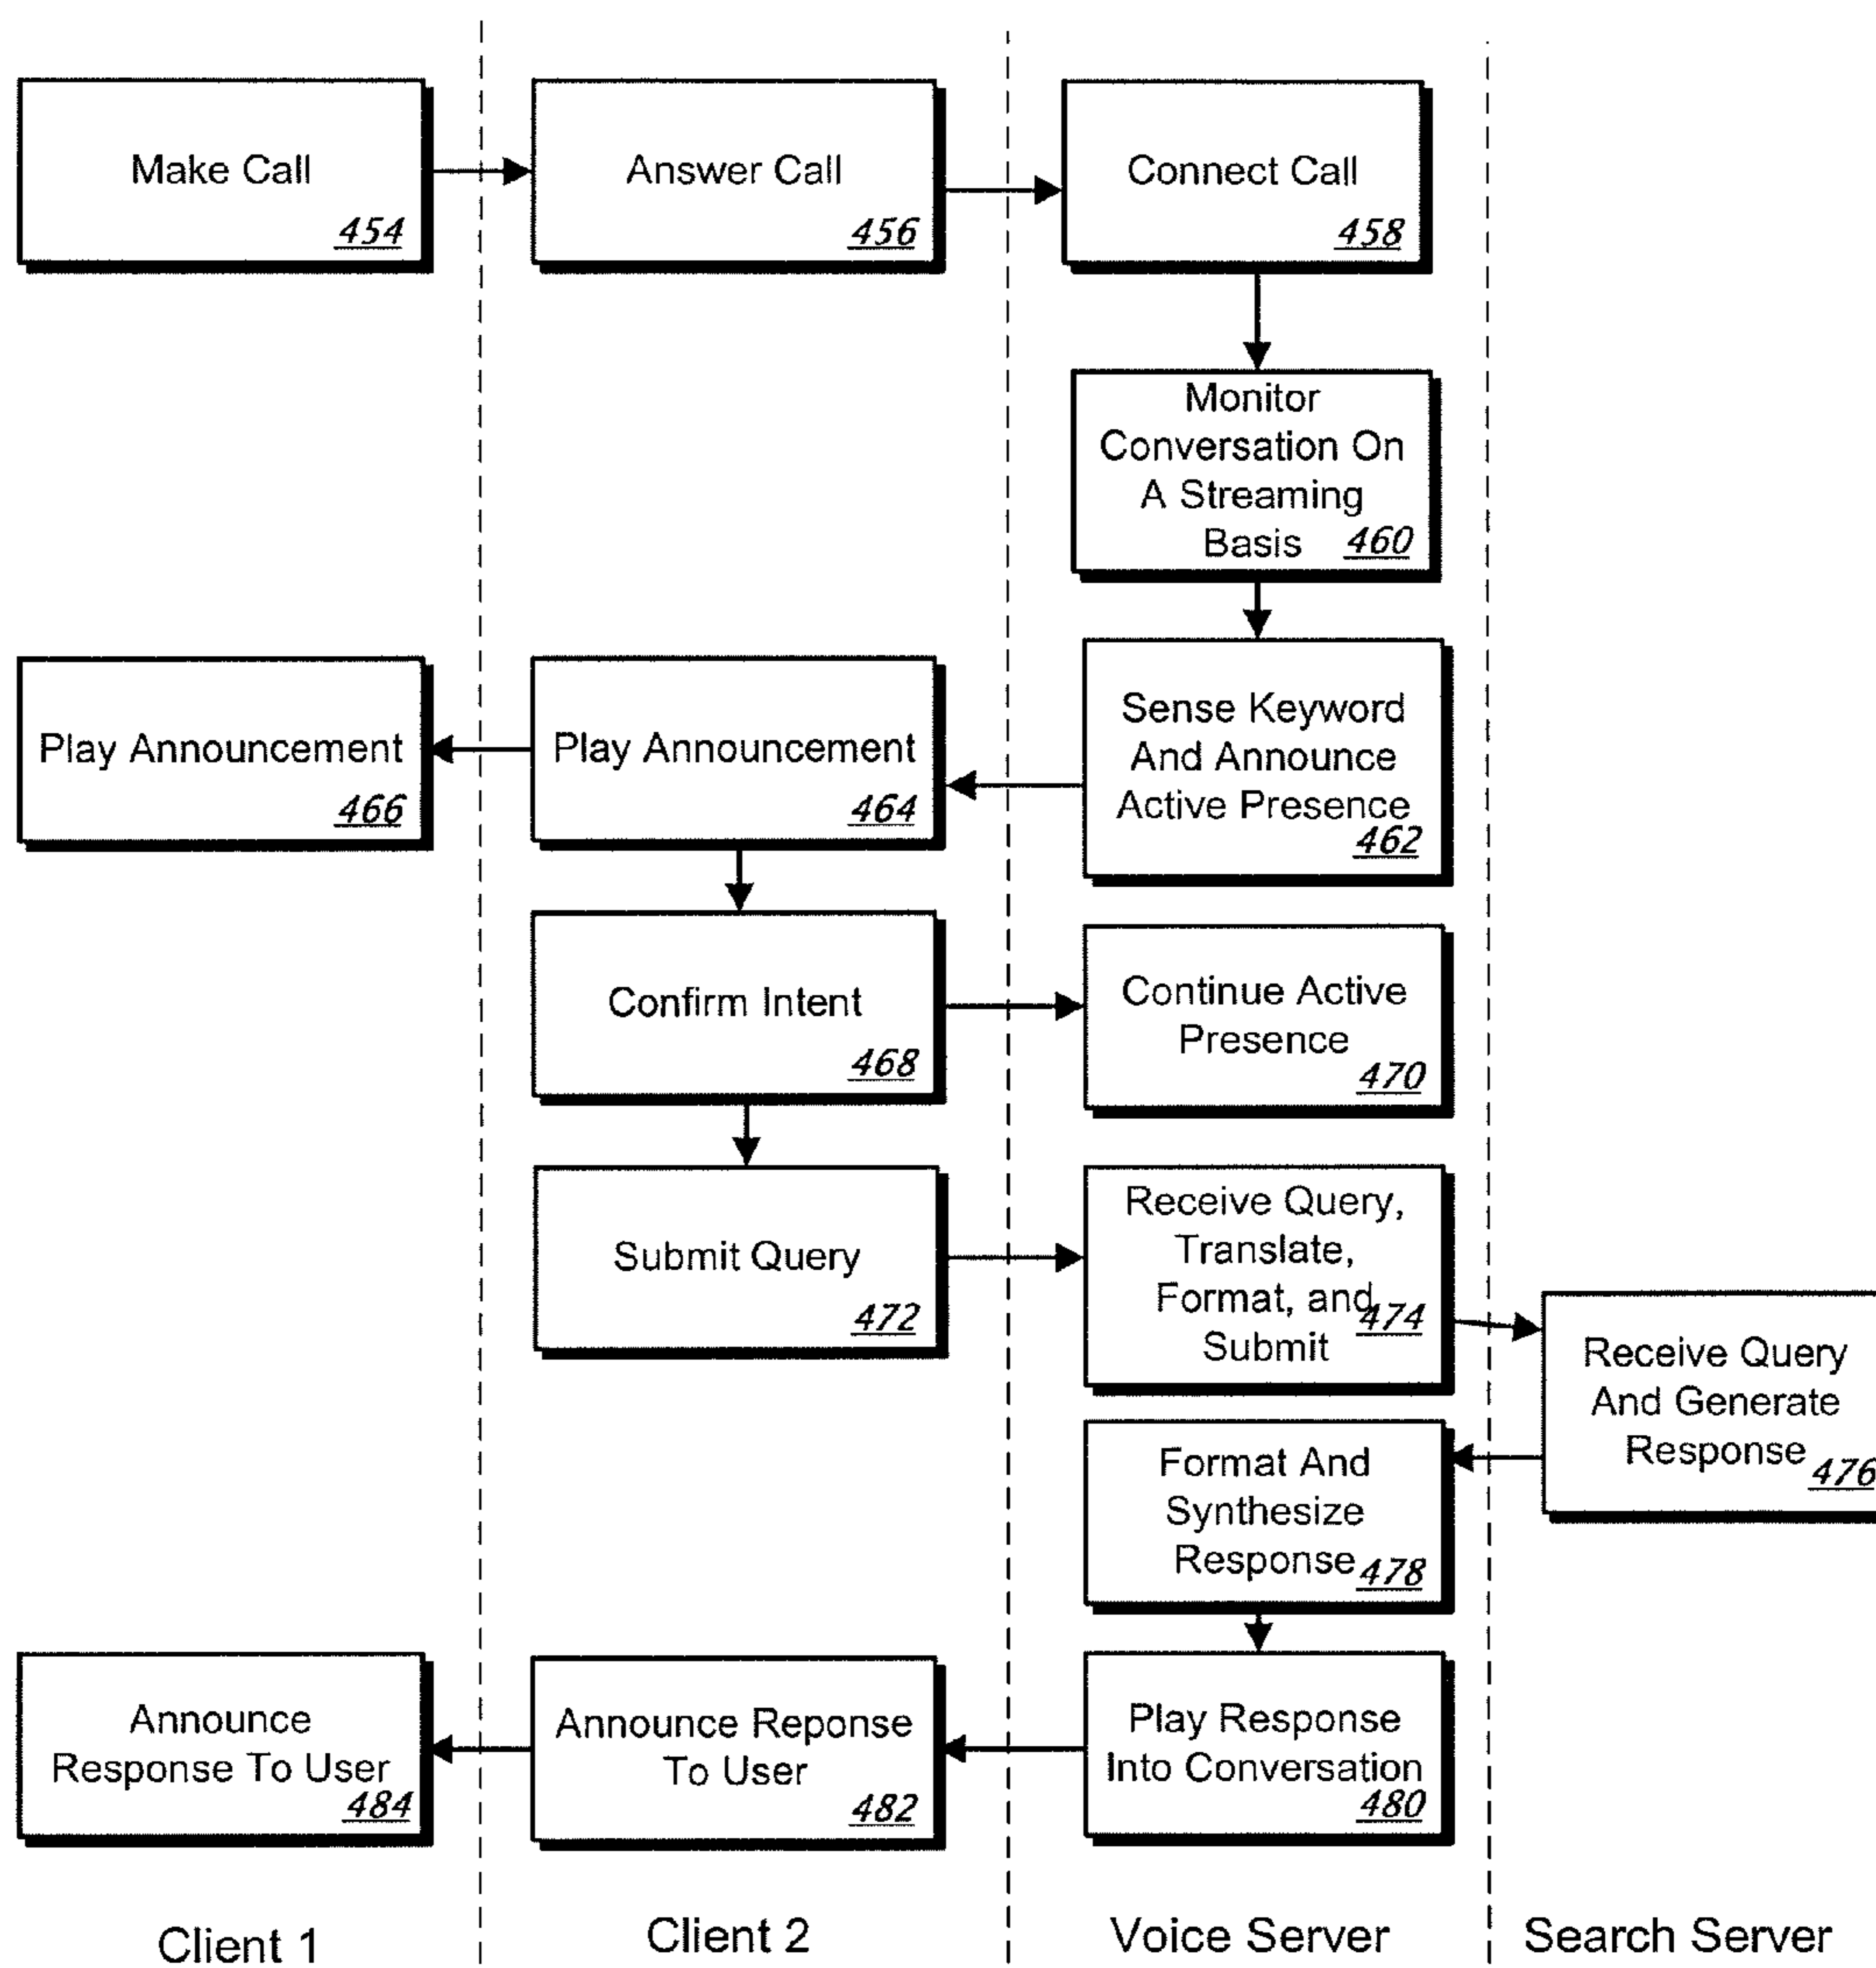 Make Call
454
Answer Call
456
Connect Call
458
Monitor
Conversation On
A Streaming
Basis 460
Sense Keyword
And Announce
Active Presence
462
Play Announcement
464
Play Announcement
466
Confirm Intent
468
Continue Active
Presence
470
Submit Query
472
Receive Query,
Translate,
Format, and
474
Submit
Receive Query
And Generate
Response 476
Format And
Synthesize
Response 478
Play Response
Into Conversation
480
Announce Reponse
To User
482
Announce
Response To User
484
Client 1
Client 2
Voice Server
Search Server